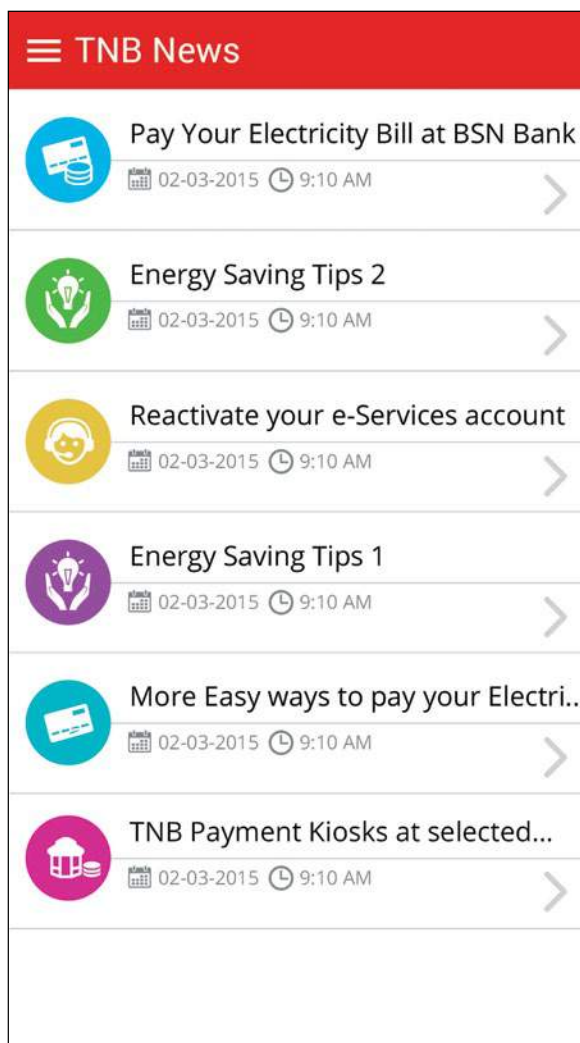 TNB News
Pay Your Electricity Bill at BSN Bank
02-03-2015 9:10 AM
Energy Saving Tips 2
02-03-2015 9:10 AM
Reactivate your e-Services account
02-03-2015 9:10 AM
Energy Saving Tips 1
02-03-2015 9:10 AM
More Easy ways to pay your Electri..
02-03-2015 9:10 AM
TNB Payment Kiosks at selected...
02-03-2015 9:10 AM